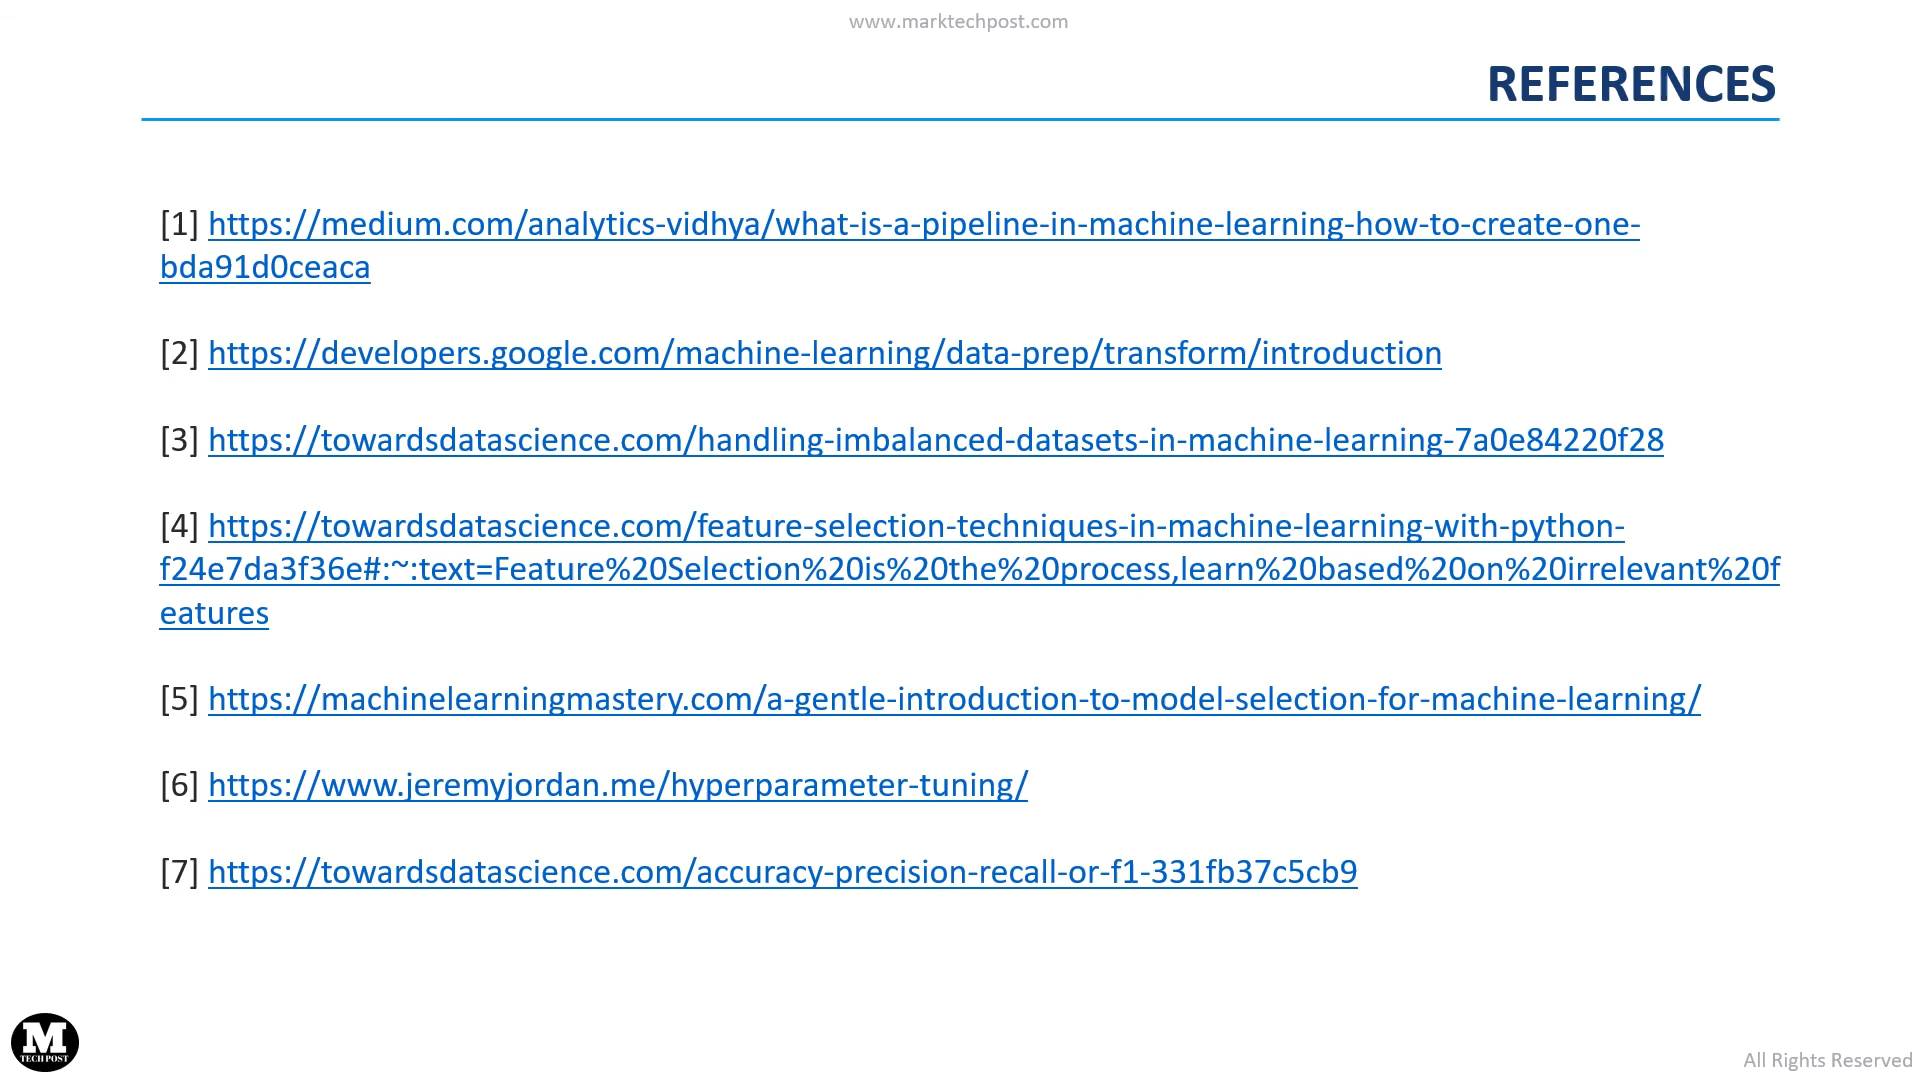 www.marktechpost.com
REFERENCES
[1] https://medium.com/analytics-vidhya/what-is-a-pipeline-in-machine-learning-how-to-create-one-
bda91d0ceaca
[2] https://developers.google.com/machine-learning/data-prep/transform/introduction
[3] https://towardsdatascience.com/handling-imbalanced-datasets-in-machine-learning-7a0e84220f28
[4] https://towardsdatascience.com/feature-selection-techniques-in-machine-learning-with-python-
f24e7da3f36e#:~:text=Feature%20Selection%20is%20the%20process,learn%20based%20on%20irrelevant%20f
eatures
[5] https://machinelearningmastery.com/a-gentle-introduction-to-model-selection-for-machine-learning/
[6] https://www.jeremyjordan.me/hyperparameter-tuning/
[7] https://towardsdatascience.com/accuracy-precision-recall-or-f1-331fb37c5cb9
M
TECH POST
All Rights Reserved